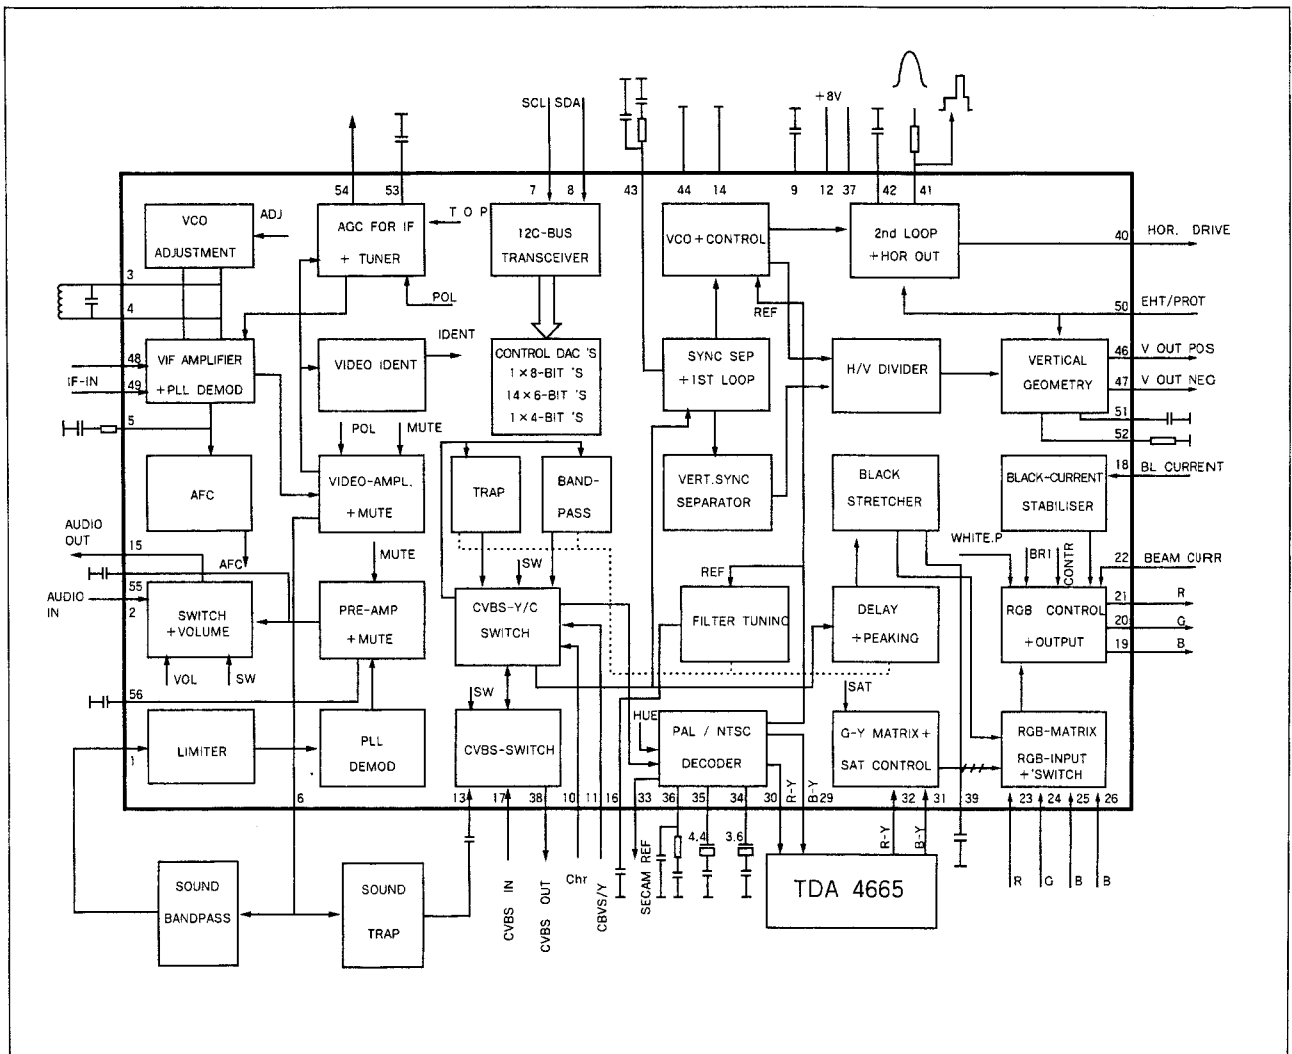 +8V
SCL SDA
54
53
7
8
43
44
14
9
12
37
42
41
VCO
ADJUSTMENT
ADJ
AGC FOR IF
+ TUNER
T O P
POL
12C-BUS
TRANSCEIVER
VCO+CONTROL
REF
2nd LOOP
+HOR OUT
40
HOR. DRIVE
3
4
50
EHT/PROT
48
IF-IN
49
5
VIF AMPLIFIER
+PLL DEMOD
VIDEO IDENT
IDENT
CONTROL DAC 'S
1×8-BIT 'S
14×6-BIT 'S
1×4-BIT 'S
SYNC SEP
+1ST LOOP
H/V DIVIDER
VERTICAL
GEOMETRY
46
V OUT POS
47
V OUT NEG
51
52
POL
MUTE
AFC
VIDEO-AMPL.
+MUTE
TRAP
BAND-
PASS
VERT.SYNC
SEPARATOR
BLACK
STRETCHER
BLACK-CURRENT
STABILISER
18
BL CURRENT
AUDIO
OUT
15
AFC
MUTE
SW
REF
WHITE.P
BRI
CONTR
22
BEAM CURR
AUDIO
IN
55
2
SWITCH
+VOLUME
PRE-AMP
+MUTE
CVBS-Y/C
SWITCH
FILTER TUNING
DELAY
+PEAKING
RGB CONTROL
+OUTPUT
21
R
20
G
19
B
VOL
SW
56
SW
HUE
SAT
1
LIMITER
PLL
DEMOD
CVBS-SWITCH
PAL / NTSC
DECODER
G-Y MATRIX+
SAT CONTROL
RGB-MATRIX
RGB-INPUT
+'SWITCH
6
13
17
38
10
11
16
33
36
35
34
30
R-Y
B-Y
29
32
31
39
23
24
25
26
SOUND
BANDPASS
SOUND
TRAP
CVBS IN
CVBS OUT
Chr
CBVS/Y
SECAM REF
4.4
3.6
R-Y
B-Y
TDA 4665
R
G
B
B